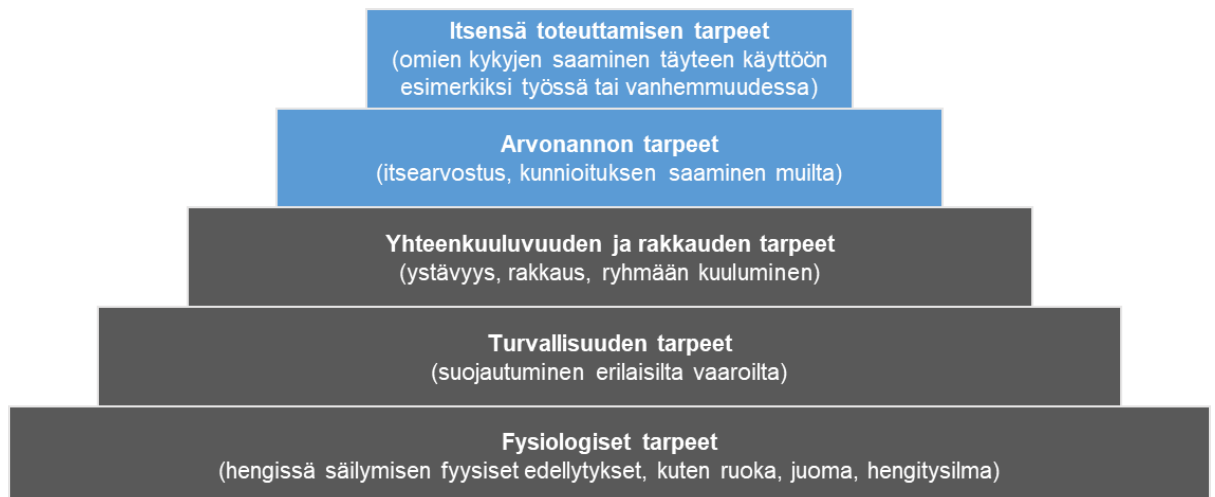 Itsensä toteuttamisen tarpeet
(omien kykyjen saaminen täyteen käyttöön
esimerkiksi työssä tai vanhemmuudessa)
Arvonannon tarpeet
(itsearvostus, kunnioituksen saaminen muilta)
Yhteenkuuluvuuden ja rakkauden tarpeet
(ystävyys, rakkaus, ryhmään kuuluminen)
Turvallisuuden tarpeet
(suojautuminen erilaisilta vaaroilta)
Fysiologiset tarpeet
(hengissä säilymisen fyysiset edellytykset, kuten ruoka, juoma, hengitysilma)